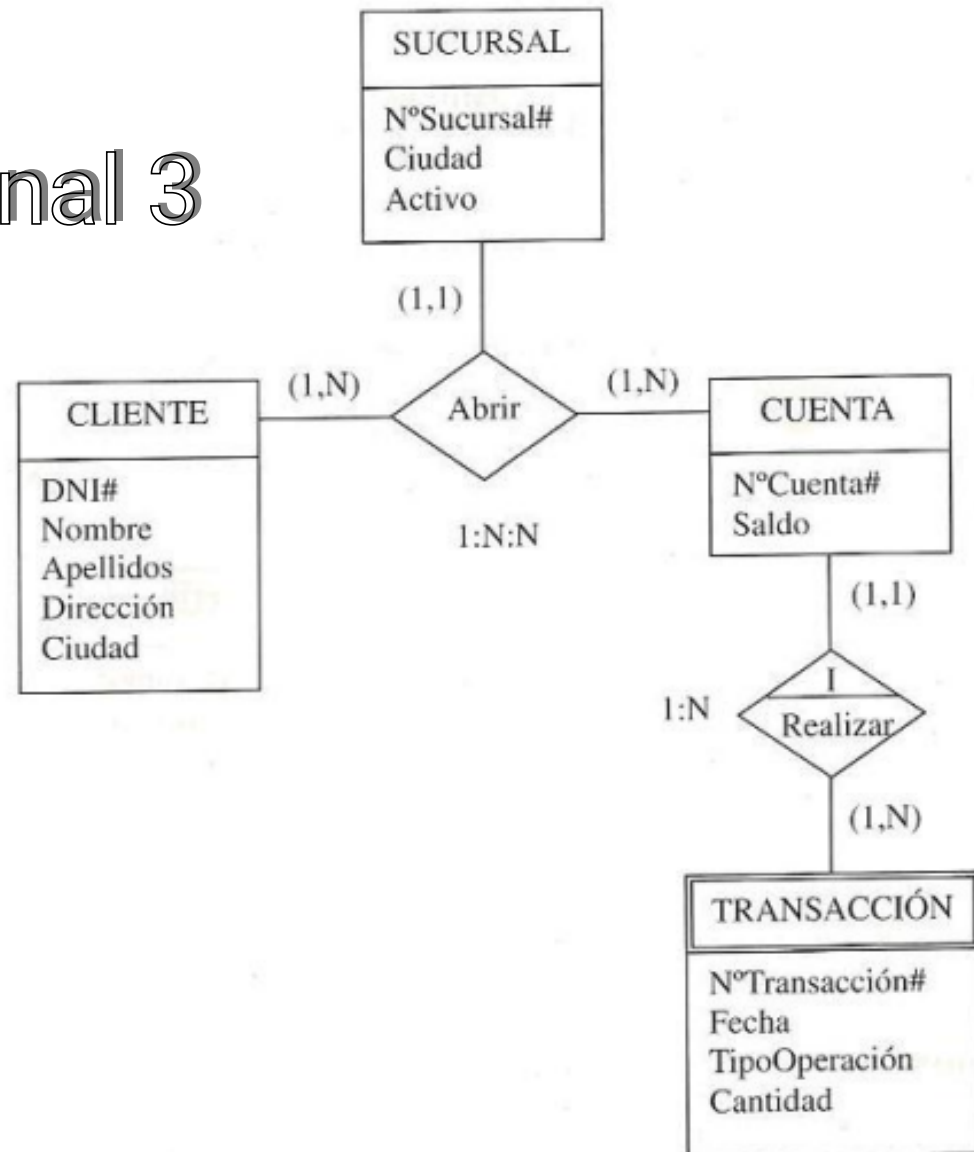 SUCURSAL
NºSucursal#
Ciudad
Activo
nal 3
(1,1)
(1,N)
Abrir
(1,N)
CLIENTE
DNI#
Nombre
Apellidos
Dirección
Ciudad
1:N:N
CUENTA
NºCuenta#
Saldo
(1,1)
1:N
I
Realizar
(1,N)
TRANSACCIÓN
NºTransacción#
Fecha
TipoOperación
Cantidad